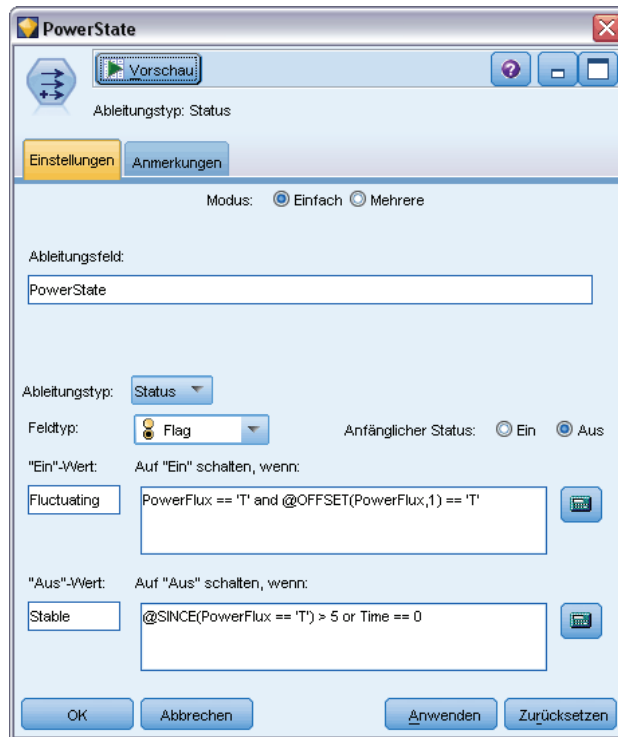 PowerState
Vorschau
Ableitungstyp: Status
Einstellungen Anmerkungen
Modus: Einfach Mehrere
Ableitungsfeld:
PowerState
Ableitungstyp: Status
Feldtyp: Flag Anfänglicher Status: Ein Aus
"Ein"-Wert: Auf "Ein" schalten, wenn:
Fluctuating PowerFlux == 'T' and @OFFSET(PowerFlux,1) == 'T'
"Aus"-Wert: Auf "Aus" schalten, wenn:
Stable @SINCE(PowerFlux == 'T') > 5 or Time == 0
OK Abbrechen Anwenden Zurücksetzen